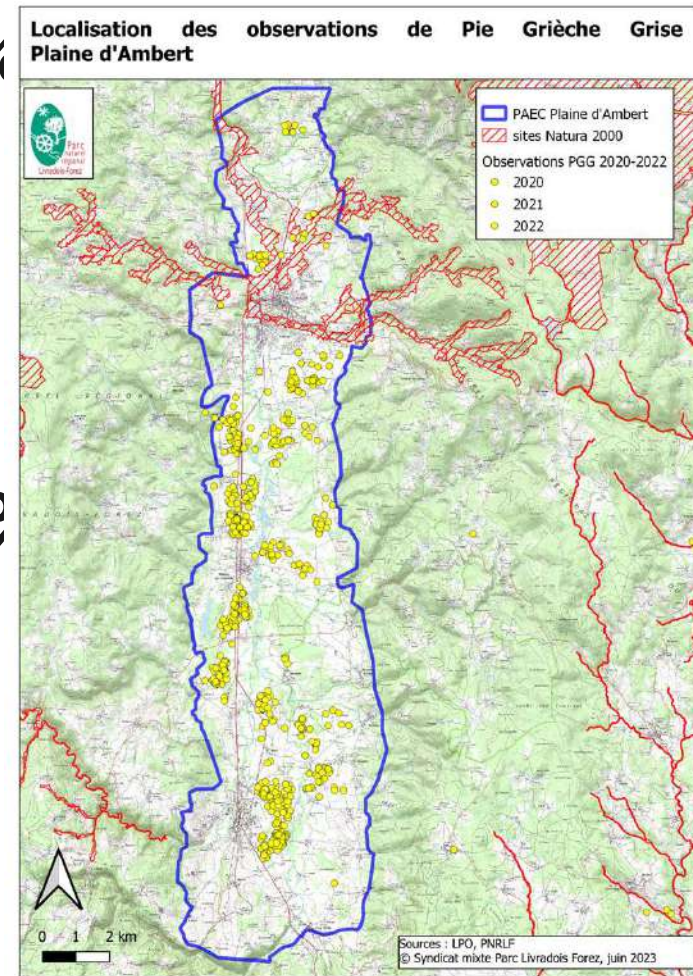 Localisation des observations de Pie Grièche Grise
Plaine d'Ambert
Parc
naturel
régional
Livradois-Forez
PAEC Plaine d'Ambert
sites Natura 2000
Observations PGG 2020-2022
2020
2021
2022
0 1 2 km
Sources : LPO, PNRLF
© Syndicat mixte Parc Livradois Forez, juin 2023